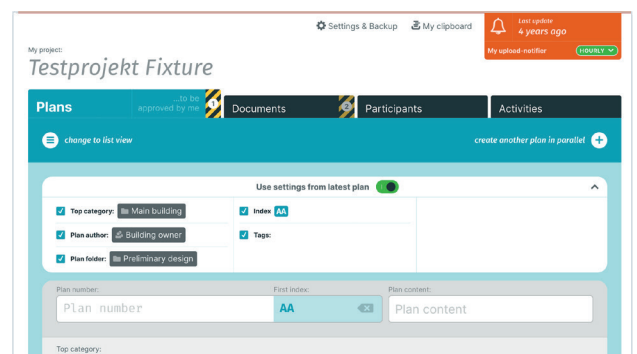 Settings & Backup
My clipboard
Last update
4 years ago
My upload-notifier
HOURLY
My project:
Testprojekt Fixture
Plans
...to be
approved by me
1
Documents
2
Participants
Activities
change to list view
create another plan in parallel
Use settings from latest plan
Top category: Main building
Index AA
Plan author: Building owner
Tags:
Plan folder: Preliminary design
Plan number:
First index:
Plan content:
Plan number
AA
Plan content
Top category: